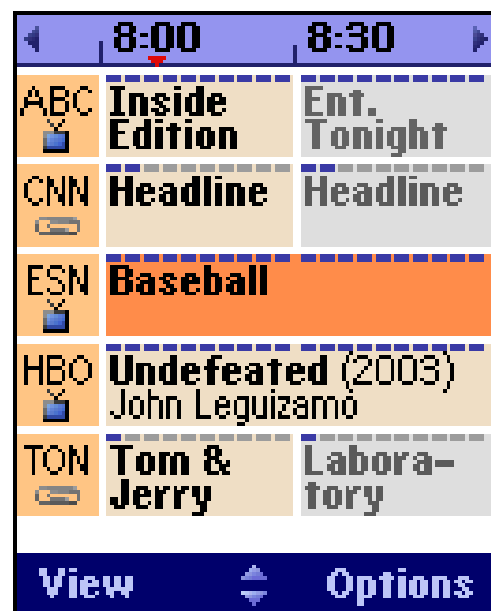 8:00 8:30
ABC Inside Edition Ent. Tonight
CNN Headline Headline
ESN Baseball
HBO Undefeated (2003)
John Leguizamo
TON Tom & Jerry Labora-
tory
View Options